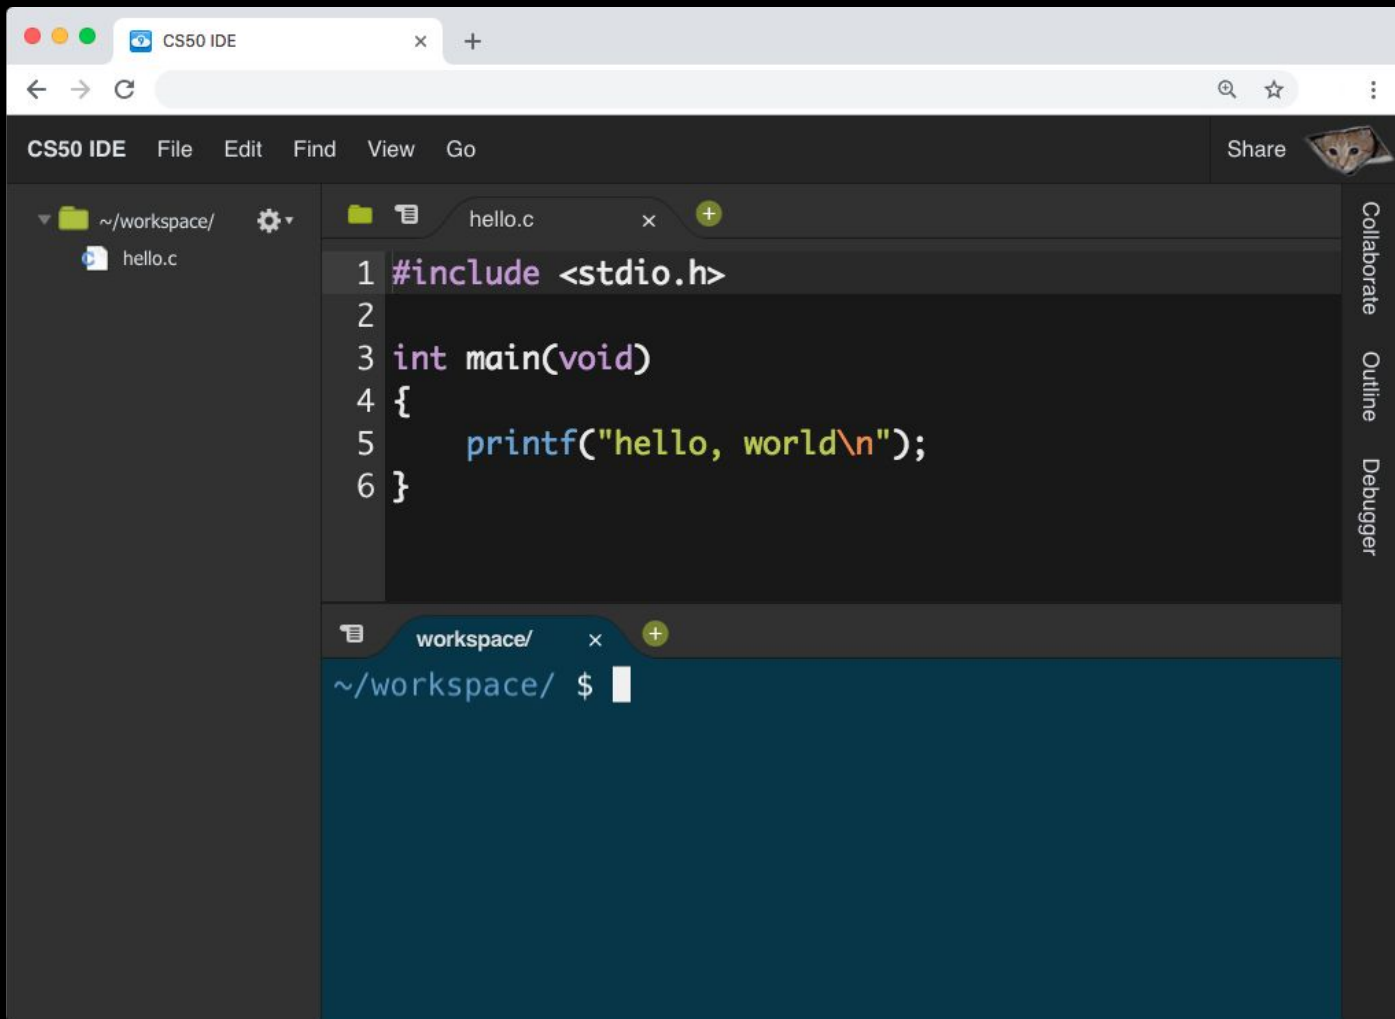 CS50 IDE
CS50 IDE File Edit Find View Go Share
~/workspace/
hello.c
hello.c
1 #include <stdio.h>
2
3 int main(void)
4 {
5     printf("hello, world\n");
6 }
workspace/
~/workspace/ $
Collaborate
Outline
Debugger